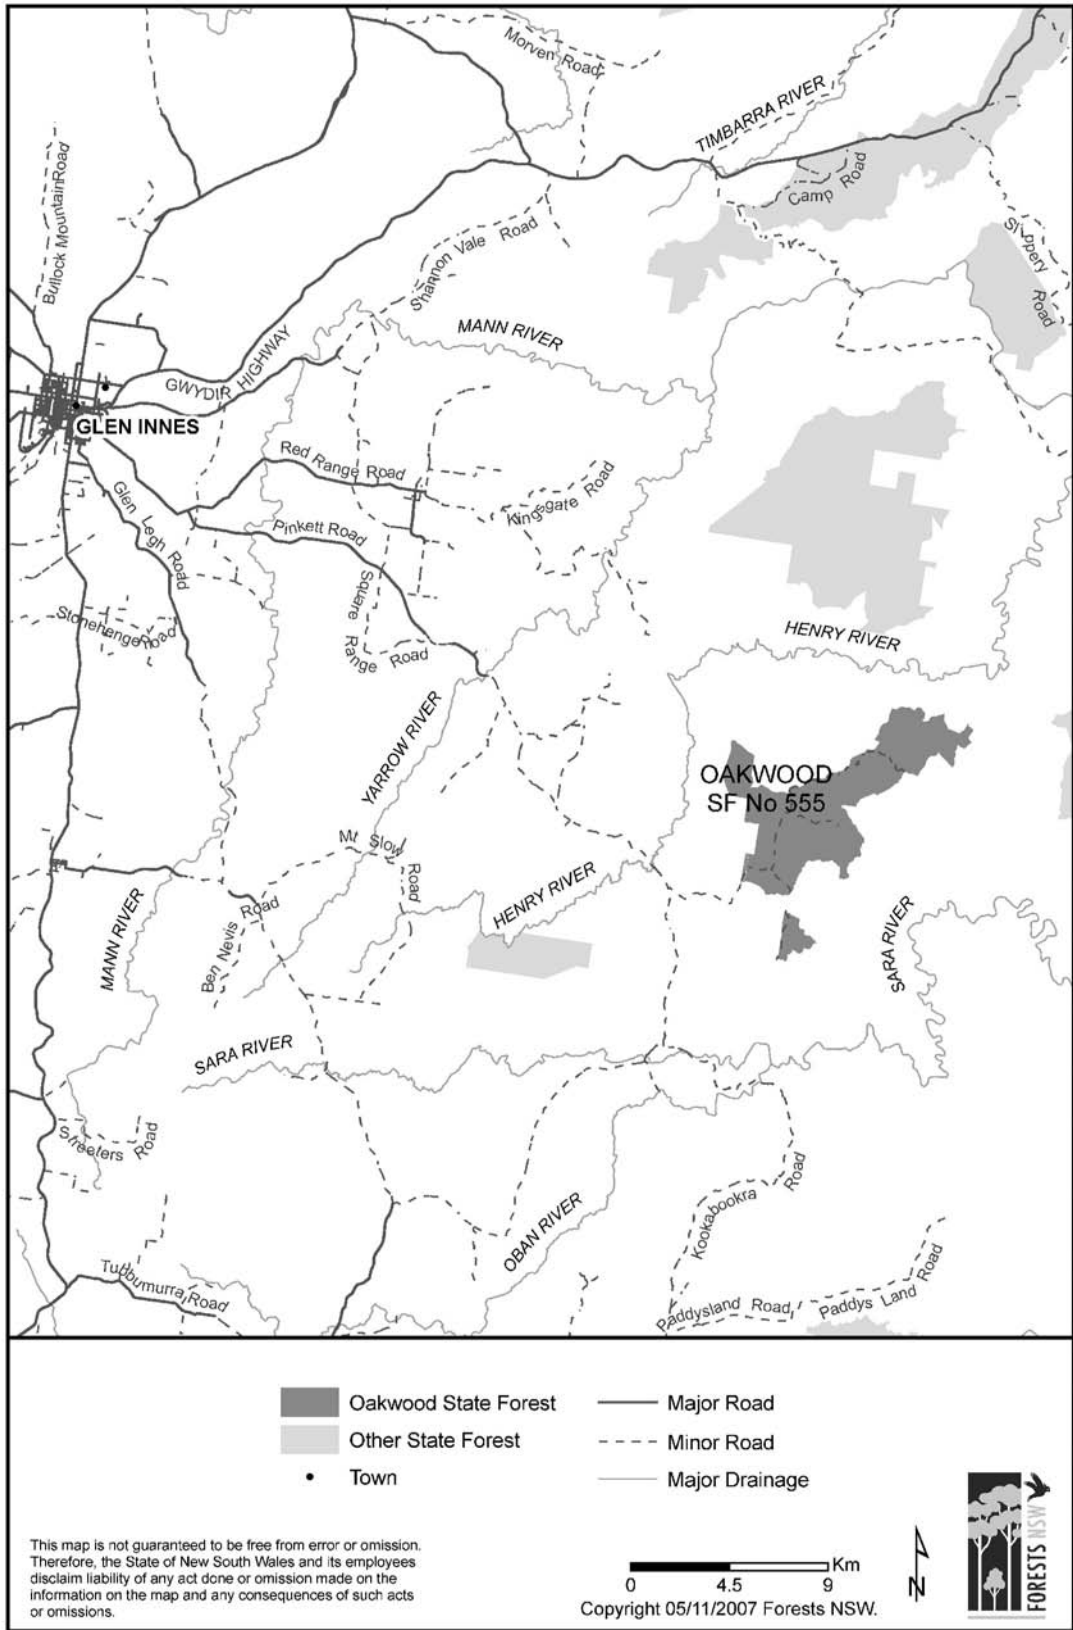 Morven Road
TIMBARRA RIVER
Camp Road
Bullock MountainRoad
Shannon Vale Road
Slippery Road
MANN RIVER
GWYDIR HIGHWAY
GLEN INNES
Red Range Road
Kingsgate Road
Glen Legh Road
Pinkett Road
Square Range Road
StonehengeRoad
HENRY RIVER
YARROW RIVER
OAKWOOD
SF No 555
Mt Slow Road
HENRY RIVER
MANN RIVER
Ben Nevis Road
SARA RIVER
SARA RIVER
Streeters Road
Kookabookra Road
OBAN RIVER
Tubbumurra Road
Paddysland Road
Paddys Land Road
Oakwood State Forest
Other State Forest
Town
Major Road
Minor Road
Major Drainage
This map is not guaranteed to be free from error or omission.
Therefore, the State of New South Wales and its employees
disclaim liability of any act done or omission made on the
information on the map and any consequences of such acts
or omissions.
N
Km
0 4.5 9
Copyright 05/11/2007 Forests NSW.
FORESTS NSW